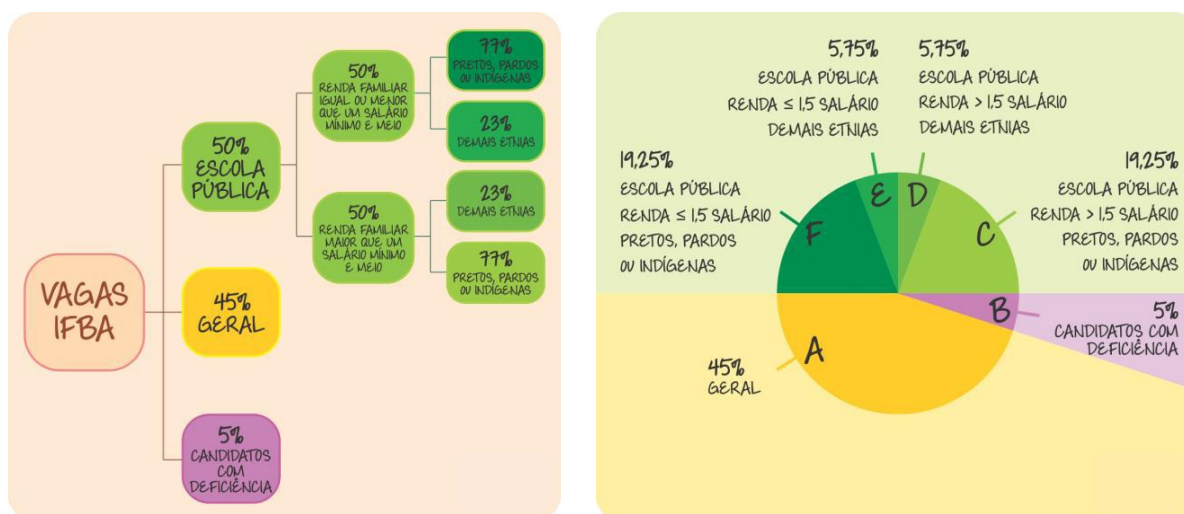 VAGAS
IFBA
50%
ESCOLA
PÚBLICA
45%
GERAL
5%
CANDIDATOS
COM
DEFICIÊNCIA
50%
RENDA FAMILIAR
IGUAL OU MENOR
QUE UM SALÁRIO
MÍNIMO E MEIO
50%
RENDA FAMILIAR
MAIOR QUE UM
SALÁRIO MÍNIMO
E MEIO
77%
PRETOS, PARDOS
OU INDÍGENAS
23%
DEMAIS ETNIAS
23%
DEMAIS ETNIAS
77%
PRETOS, PARDOS
OU INDÍGENAS
5,75%
ESCOLA PÚBLICA
RENDA ≤ 1,5 SALÁRIO
DEMAIS ETNIAS
5,75%
ESCOLA PÚBLICA
RENDA > 1,5 SALÁRIO
DEMAIS ETNIAS
19,25%
ESCOLA PÚBLICA
RENDA ≤ 1,5 SALÁRIO
PRETOS, PARDOS
OU INDÍGENAS
19,25%
ESCOLA PÚBLICA
RENDA > 1,5 SALÁRIO
PRETOS, PARDOS
OU INDÍGENAS
E
D
F
C
B
A
5%
CANDIDATOS COM
DEFICIÊNCIA
45%
GERAL